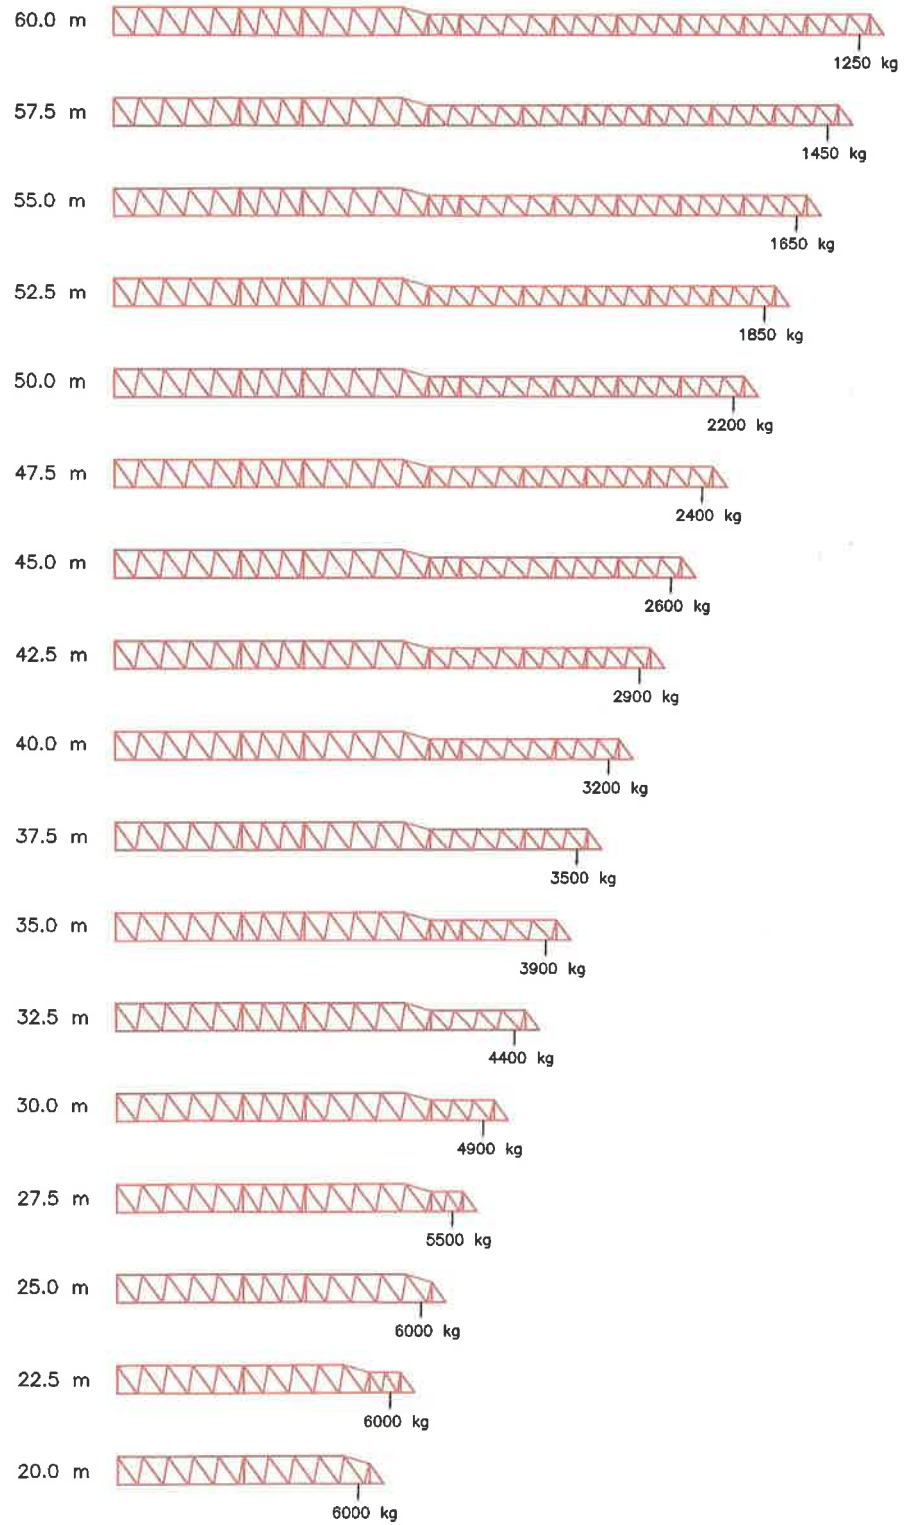 60.0 m
1250 kg
57.5 m
1450 kg
55.0 m
1650 kg
52.5 m
1850 kg
50.0 m
2200 kg
47.5 m
2400 kg
45.0 m
2600 kg
42.5 m
2900 kg
40.0 m
3200 kg
37.5 m
3500 kg
35.0 m
3900 kg
32.5 m
4400 kg
30.0 m
4900 kg
27.5 m
5500 kg
25.0 m
6000 kg
22.5 m
6000 kg
20.0 m
6000 kg